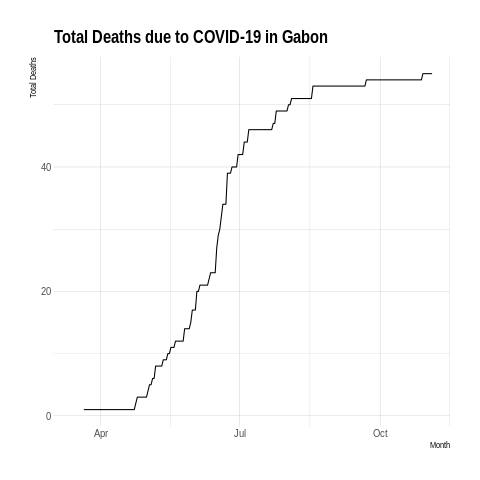 Total Deaths due to COVID-19 in Gabon
Total Deaths
40
20
0
Apr Jul Oct
Month